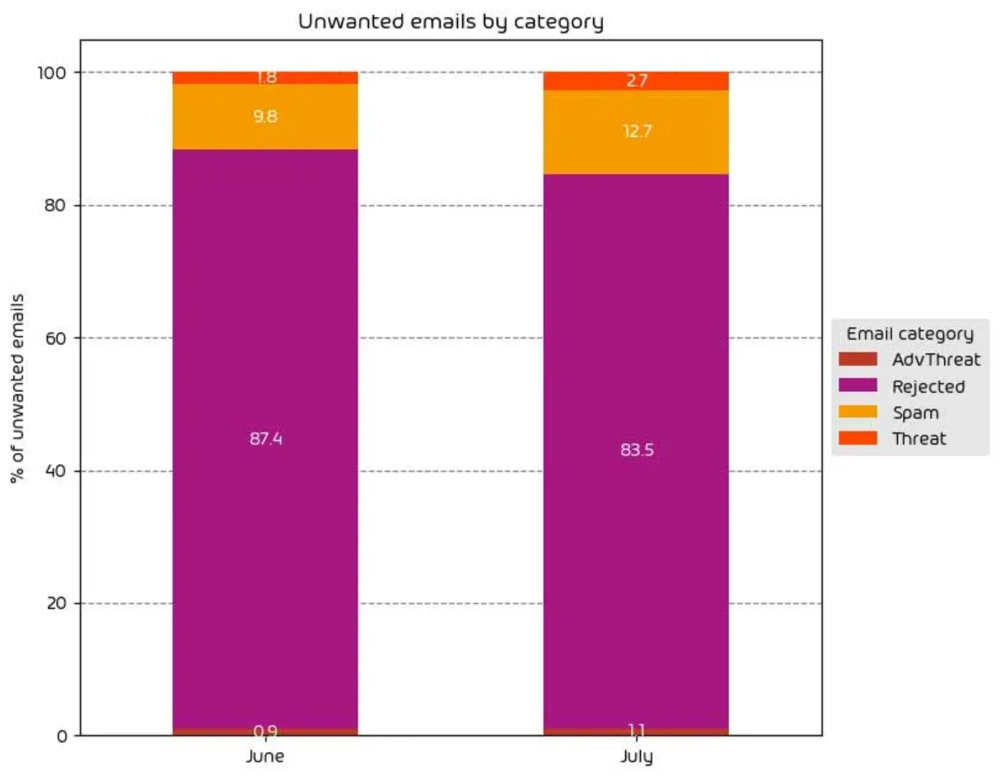 Unwanted emails by category
% of unwanted emails
100
80
60
40
20
0
1.8
9.8
87.4
0.9
2.7
12.7
83.5
1.1
June
July
Email category
AdvThreat
Rejected
Spam
Threat